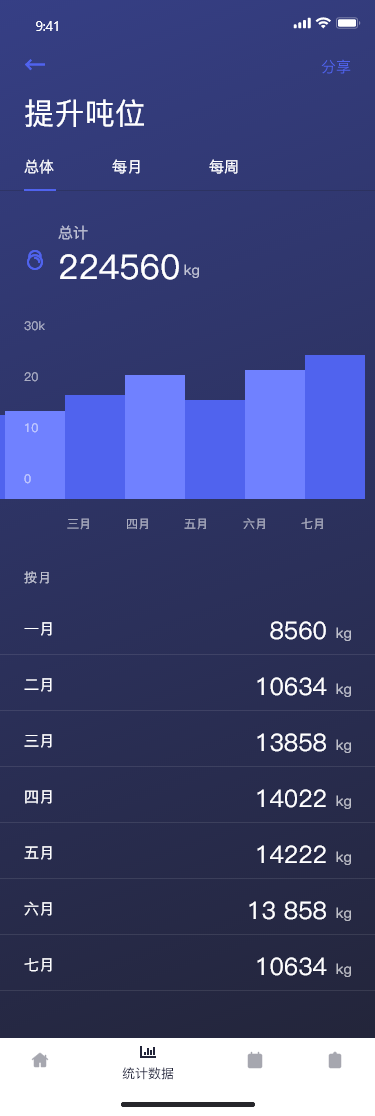 9:41
分享
提升吨位
总体 每月 每周
总计
224560 kg
30k
20
10
0
三月 四月 五月 六月 七月
按月
一月 8560 kg
二月 10634 kg
三月 13858 kg
四月 14022 kg
五月 14222 kg
六月 13 858 kg
七月 10634 kg
统计数据